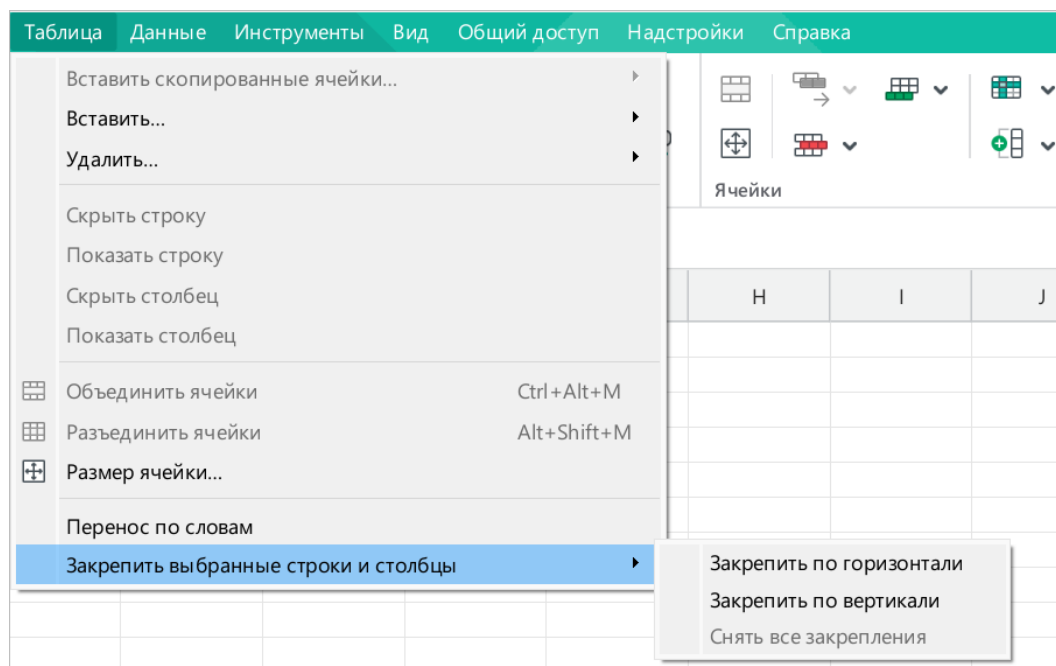 Таблица Данные Инструменты Вид Общий доступ Надстройки Справка
Вставить скопированные ячейки...
Вставить...
Удалить...
Ячейки
Скрыть строку
Показать строку
Скрыть столбец
Показать столбец
H I J
Объединить ячейки Ctrl+Alt+M
Разъединить ячейки Alt+Shift+M
Размер ячейки...
Перенос по словам
Закрепить выбранные строки и столбцы
Закрепить по горизонтали
Закрепить по вертикали
Снять все закрепления